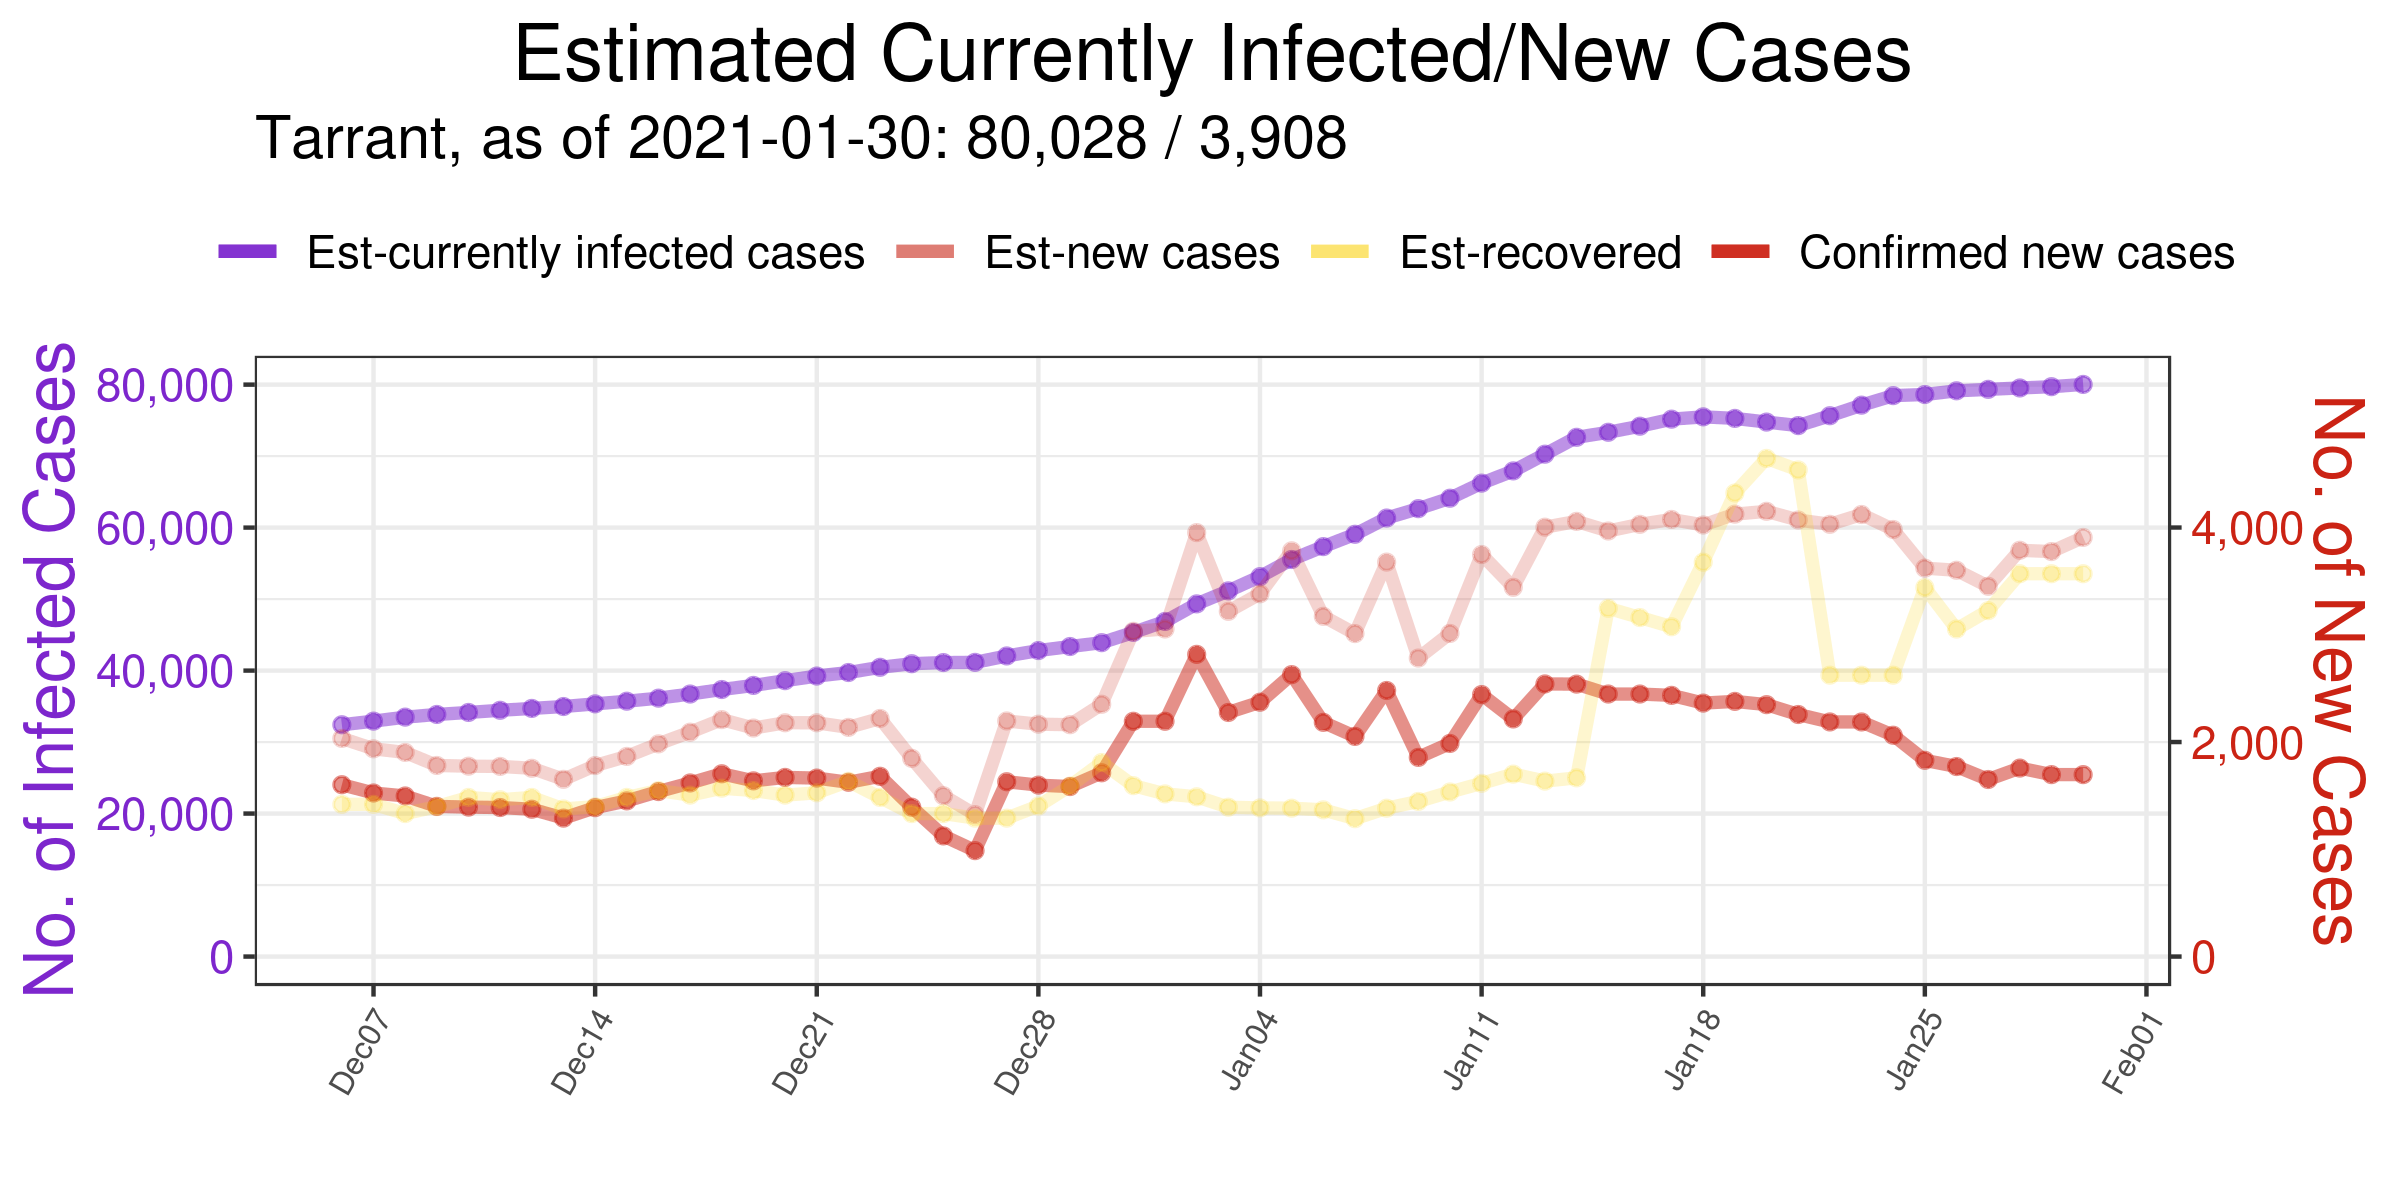 Estimated Currently Infected/New Cases
Tarrant, as of 2021-01-30: 80,028 / 3,908
Est-currently infected cases Est-new cases Est-recovered Confirmed new cases
No. of Infected Cases
80,000
60,000
40,000
20,000
0
4,000
2,000
0
No. of New Cases
Dec07 Dec14 Dec21 Dec28 Jan04 Jan11 Jan18 Jan25 Feb01